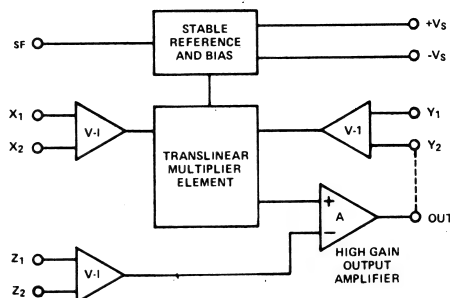 STABLE
REFERENCE
AND BIAS
SF
+VS
-VS
X1
X2
V-I
TRANSLINEAR
MULTIPLIER
ELEMENT
V-1
Y1
Y2
+
A
−
OUT
HIGH GAIN
OUTPUT
AMPLIFIER
Z1
Z2
V-I